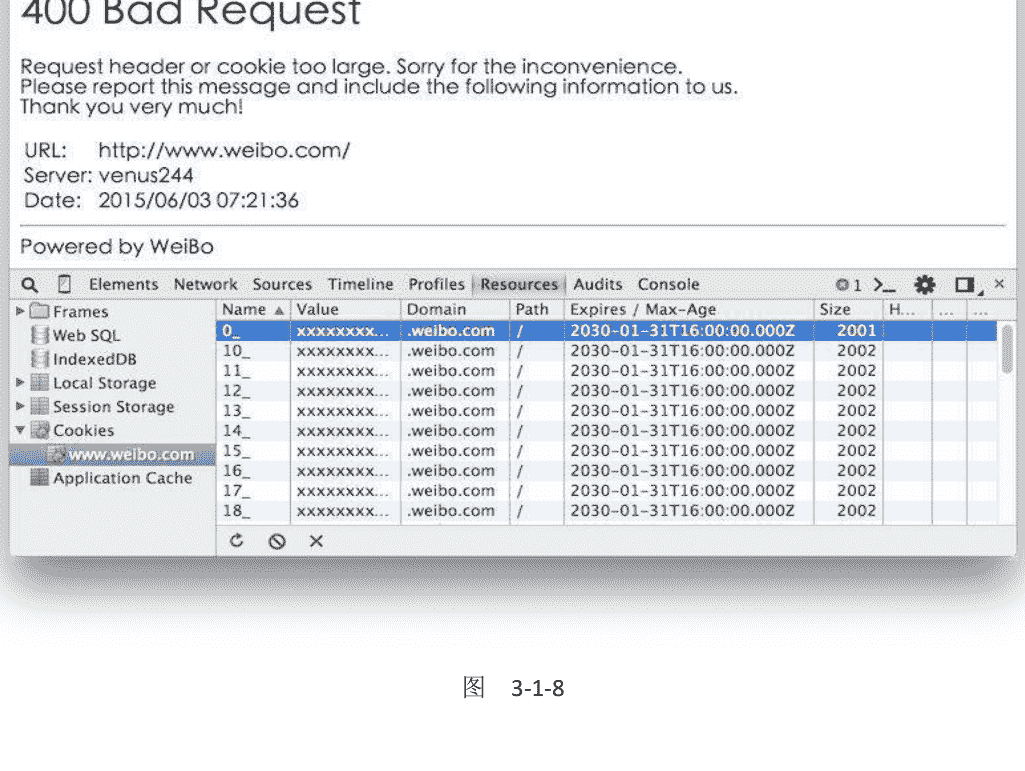 400 Bad Request
Request header or cookie too large. Sorry for the inconvenience.
Please report this message and include the following information to us.
Thank you very much!
URL: http://www.weibo.com/
Server: venus244
Date: 2015/06/03 07:21:36
Powered by WeiBo
Elements Network Sources Timeline Profiles Resources Audits Console 1
Frames
Web SQL
IndexedDB
Local Storage
Session Storage
Cookies
www.weibo.com
Application Cache
Name Value Domain Path Expires / Max-Age Size H... ... ...
0_ xxxxxxxx... .weibo.com / 2030-01-31T16:00:00.000Z 2001
10_ xxxxxxxx... .weibo.com / 2030-01-31T16:00:00.000Z 2002
11_ xxxxxxxx... .weibo.com / 2030-01-31T16:00:00.000Z 2002
12_ xxxxxxxx... .weibo.com / 2030-01-31T16:00:00.000Z 2002
13_ xxxxxxxx... .weibo.com / 2030-01-31T16:00:00.000Z 2002
14_ xxxxxxxx... .weibo.com / 2030-01-31T16:00:00.000Z 2002
15_ xxxxxxxx... .weibo.com / 2030-01-31T16:00:00.000Z 2002
16_ xxxxxxxx... .weibo.com / 2030-01-31T16:00:00.000Z 2002
17_ xxxxxxxx... .weibo.com / 2030-01-31T16:00:00.000Z 2002
18_ xxxxxxxx... .weibo.com / 2030-01-31T16:00:00.000Z 2002
图 3-1-8